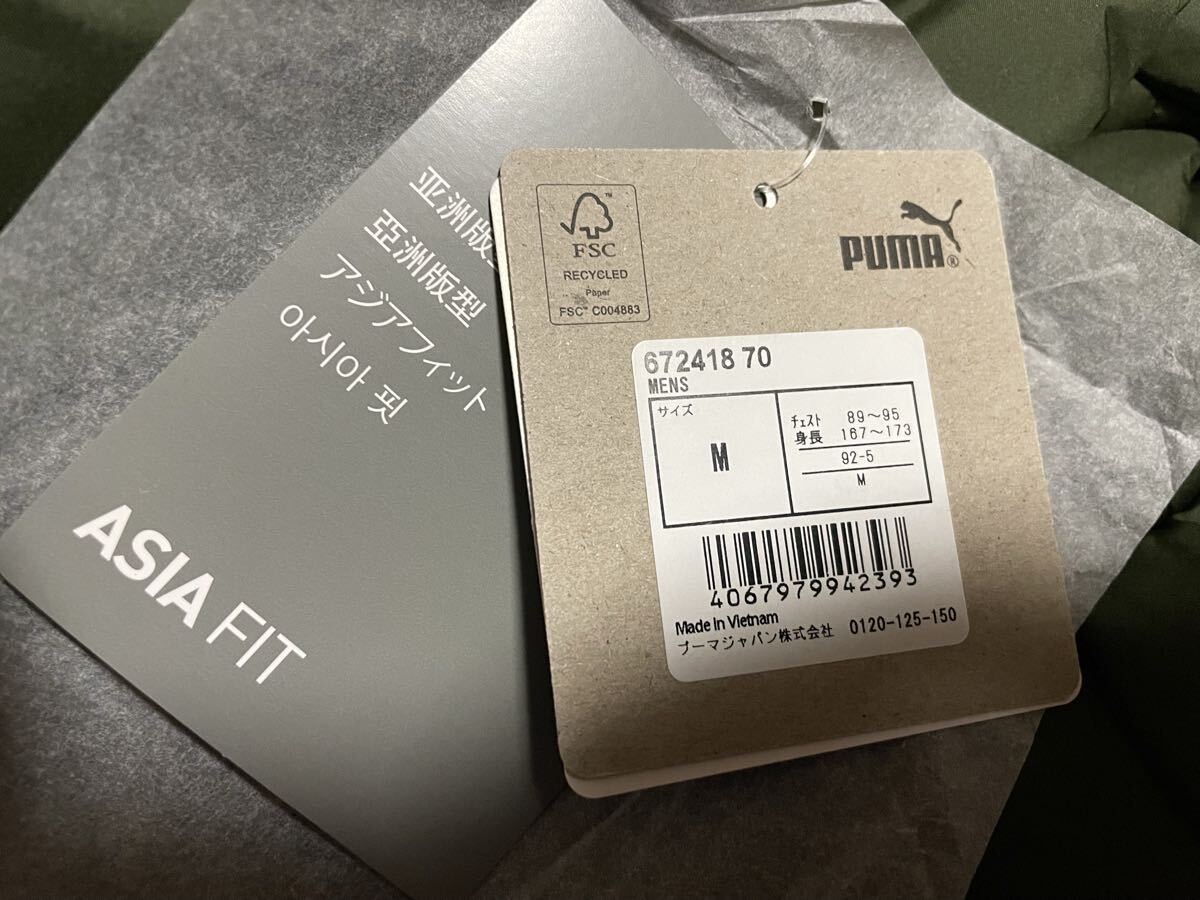 亚洲版
亞洲版型
アジアフィット
아시아 핏
ASIA FIT
FSC™
RECYCLED
Paper
FSC® C004883
PUMA®
672418 70
MENS
サイズ
M
チェスト 89～95
身長 167～173
92-5
M
4067979942393
Made in Vietnam
プーマジャパン株式会社 0120-125-150